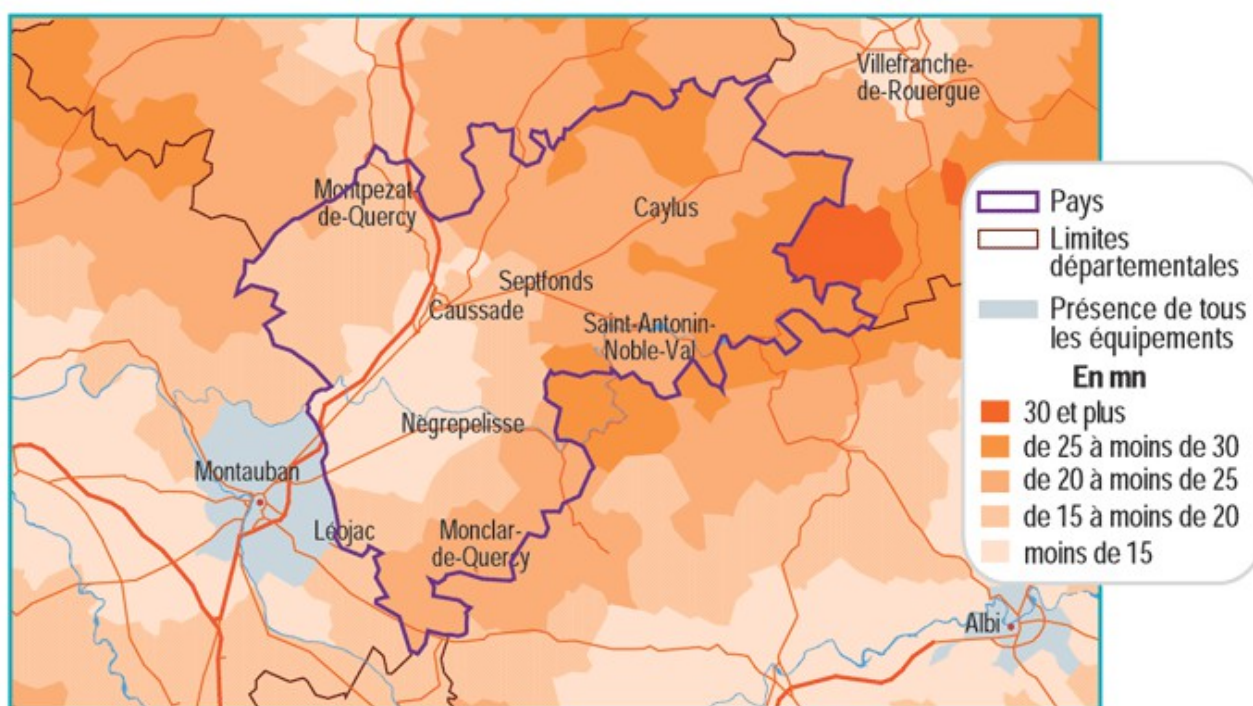 Villefranche-
de-Rouergue
Montpezat-
de-Quercy
Caylus
Septfonds
Caussade
Saint-Antonin-
Noble-Val
Nègrepelisse
Montauban
Léojac
Monclar-
de-Quercy
Albi
Pays
Limites
départementales
Présence de tous
les équipements
En mn
30 et plus
de 25 à moins de 30
de 20 à moins de 25
de 15 à moins de 20
moins de 15